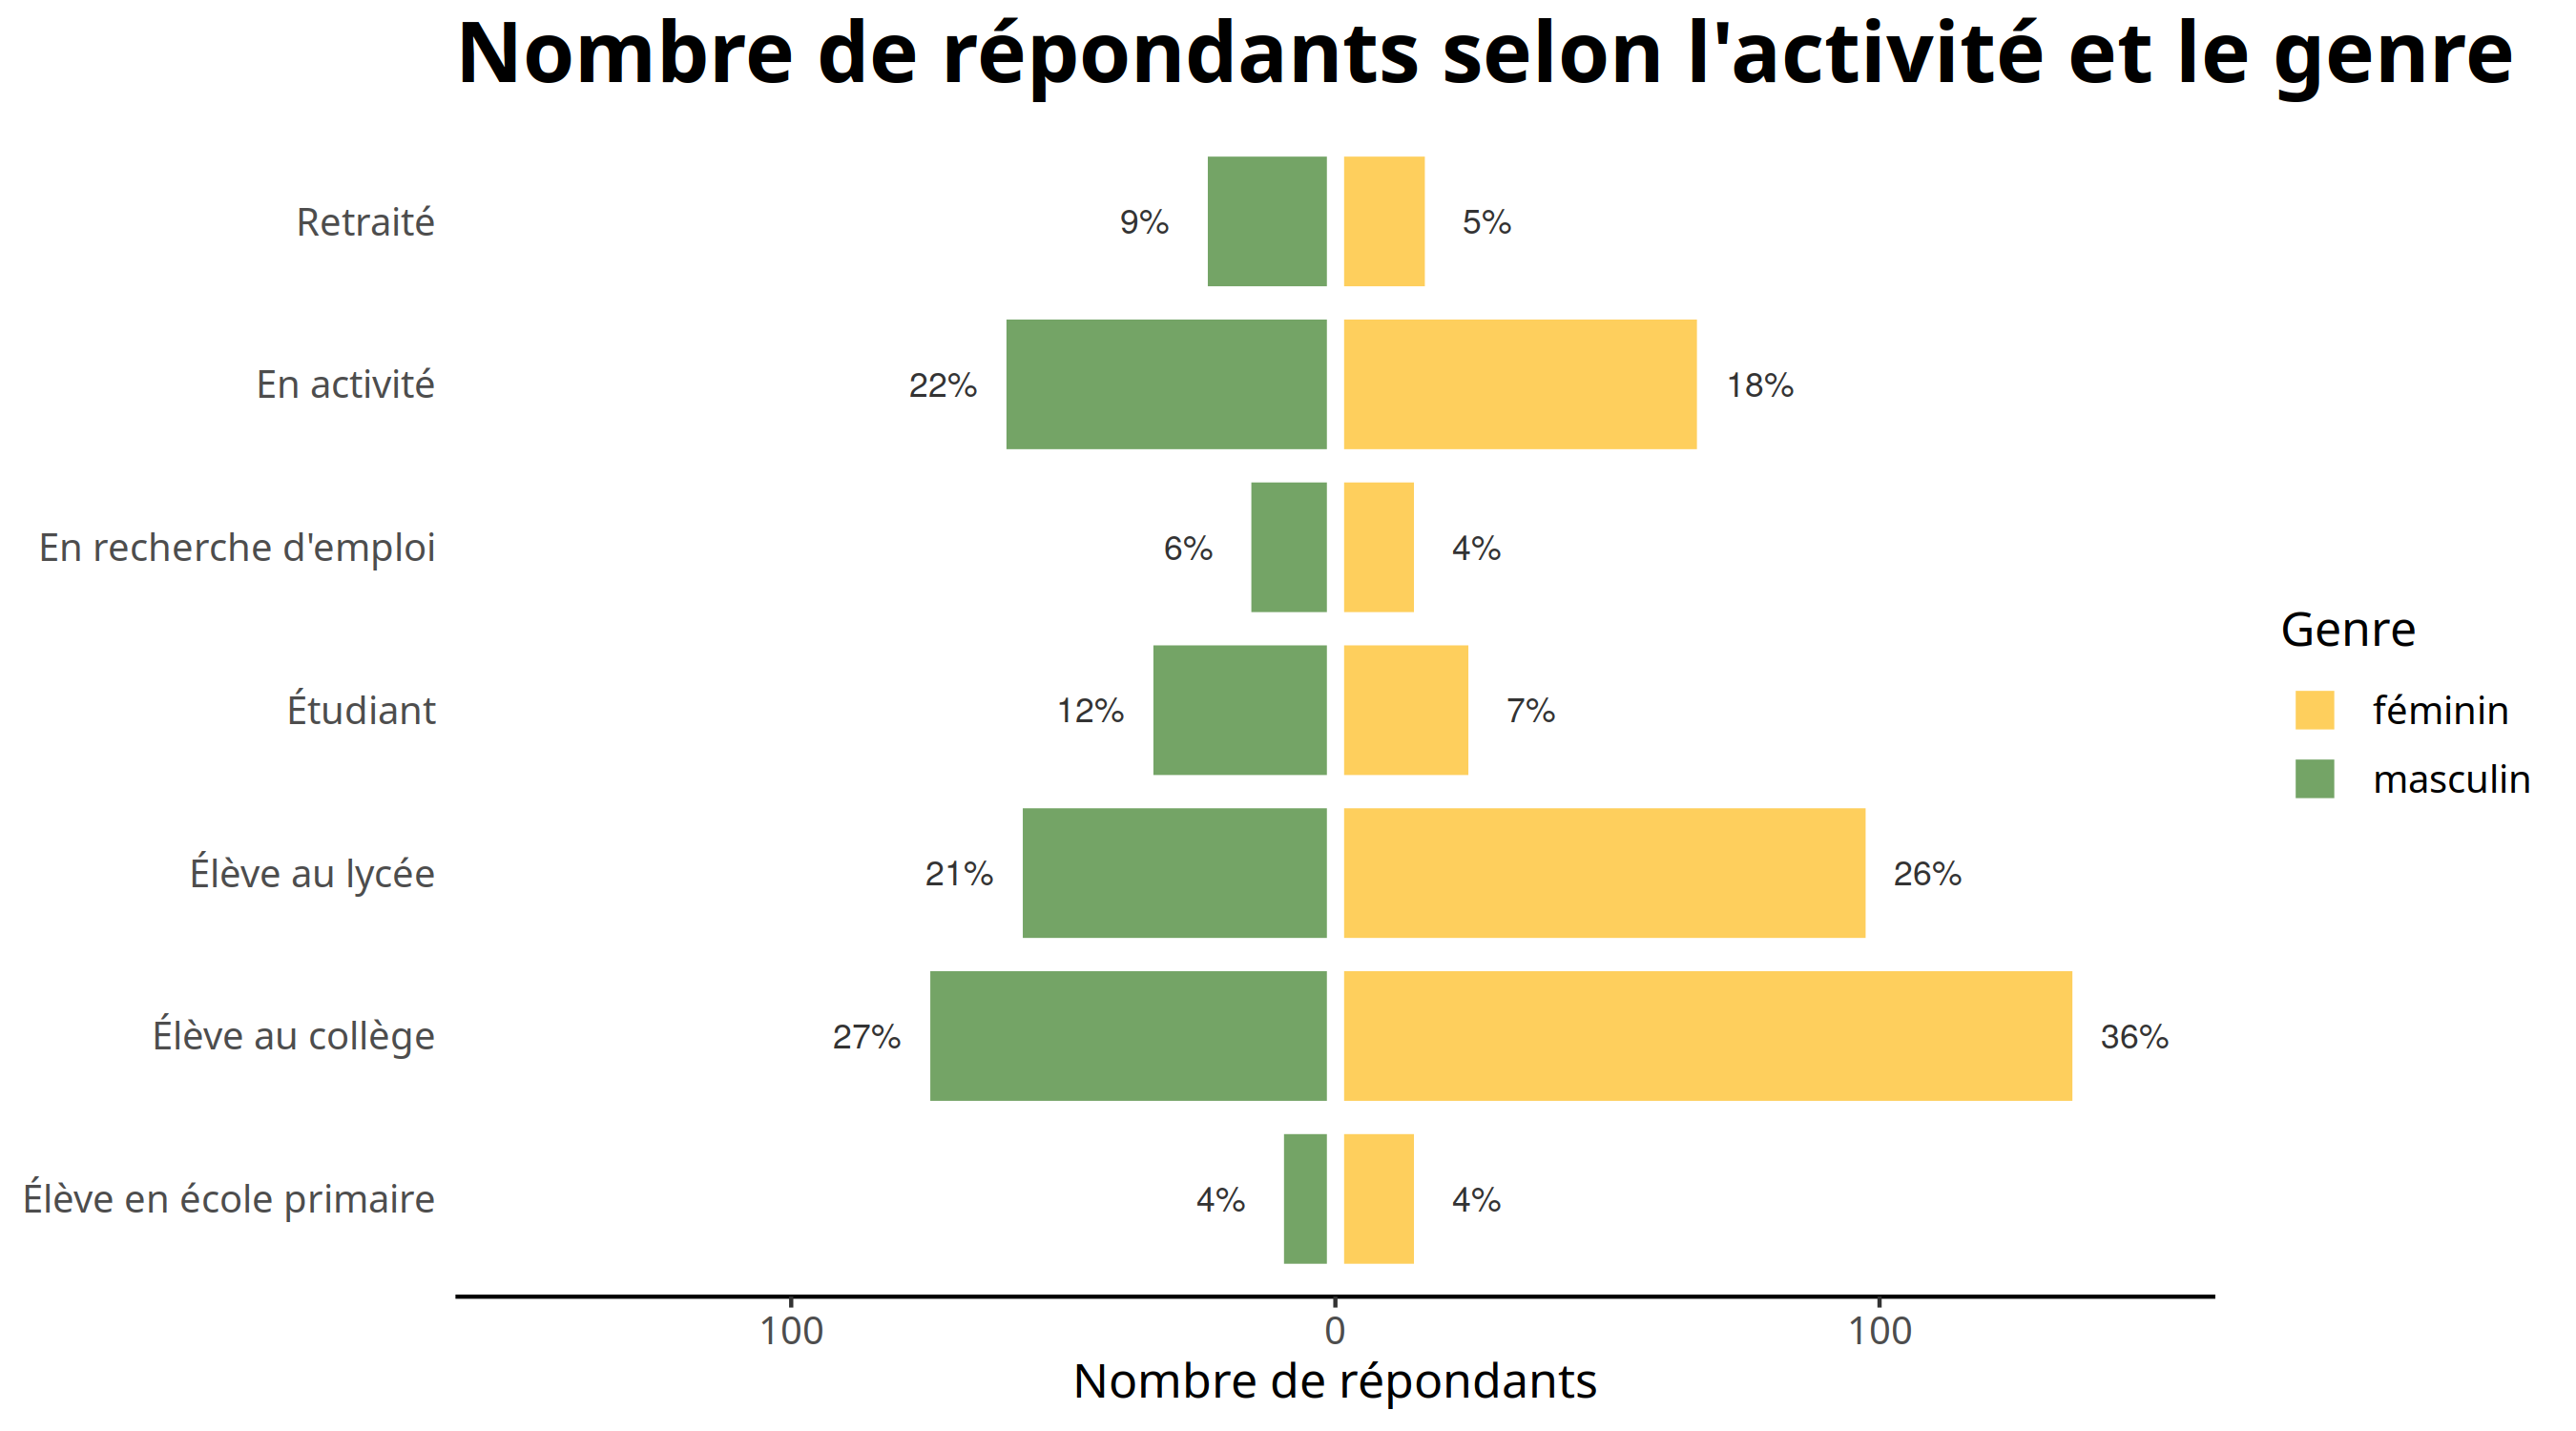 Nombre de répondants selon l'activité et le genre
Retraité
9%
5%
En activité
22%
18%
En recherche d'emploi
6%
4%
Étudiant
12%
7%
Élève au lycée
21%
26%
Élève au collège
27%
36%
Élève en école primaire
4%
4%
100
0
100
Nombre de répondants
Genre
féminin
masculin